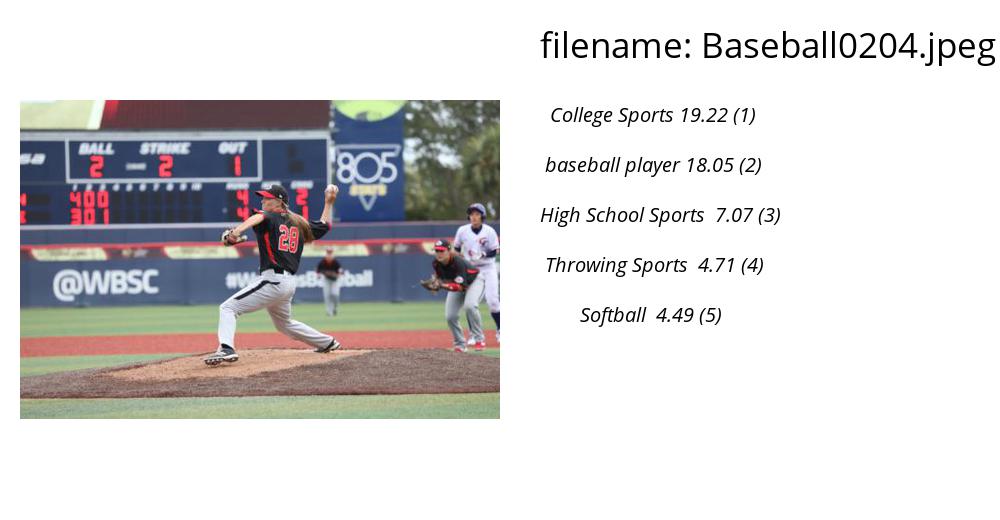 filename: Baseball0204.jpeg
College Sports 19.22 (1)
baseball player 18.05 (2)
High School Sports 7.07 (3)
Throwing Sports 4.71 (4)
Softball 4.49 (5)
BALL STRIKE OUT
2 2 1
805
STATS
400
301
28
@WBSC